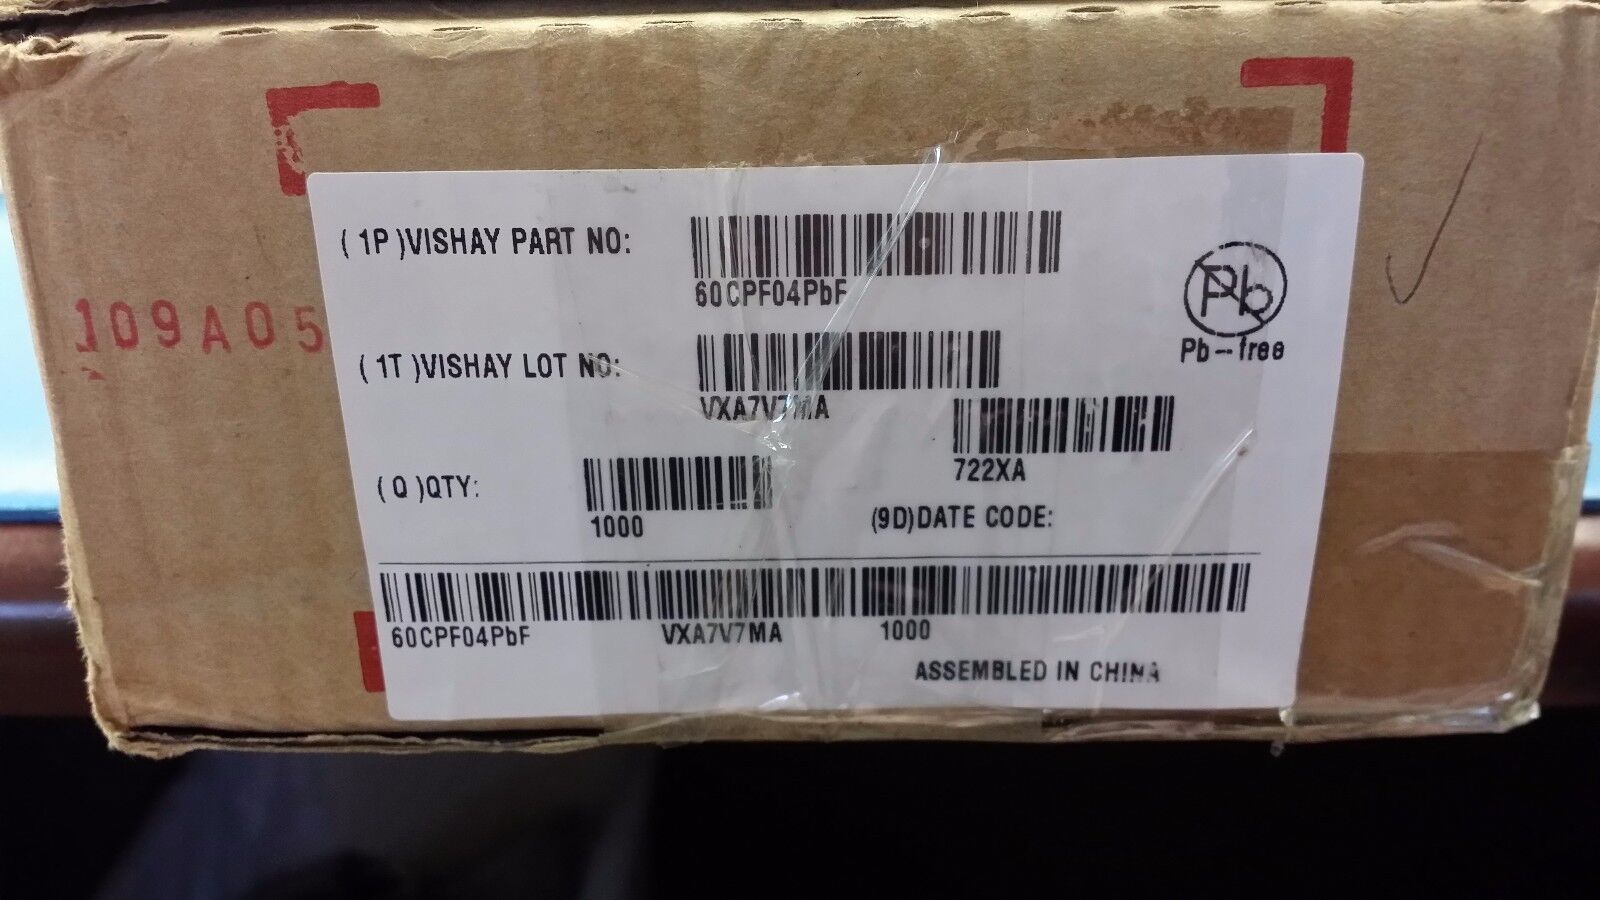 (1P)VISHAY PART NO:
60CPF04PbF
Pb
Pb-free
109A05
(1T)VISHAY LOT NO:
VXA7V7MA
722XA
(Q)QTY:
1000
(9D)DATE CODE:
60CPF04PbF VXA7V7MA 1000
ASSEMBLED IN CHINA